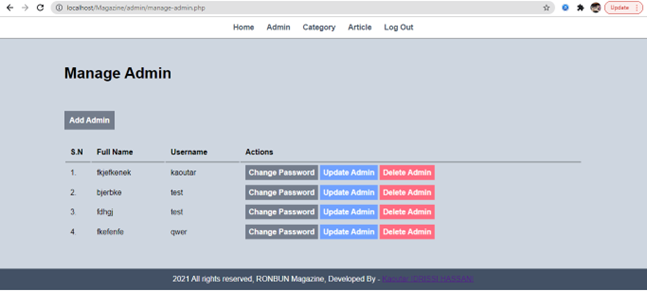 localhost/Magazine/admin/manage-admin.php
Update
Home Admin Category Article Log Out
Manage Admin
Add Admin
S.N Full Name Username Actions
1. fkjefkenek kaoutar Change Password Update Admin Delete Admin
2. bjerbke test Change Password Update Admin Delete Admin
3. fdhgj test Change Password Update Admin Delete Admin
4. fkefenfe qwer Change Password Update Admin Delete Admin
2021 All rights reserved, RONBUN Magazine, Developed By -